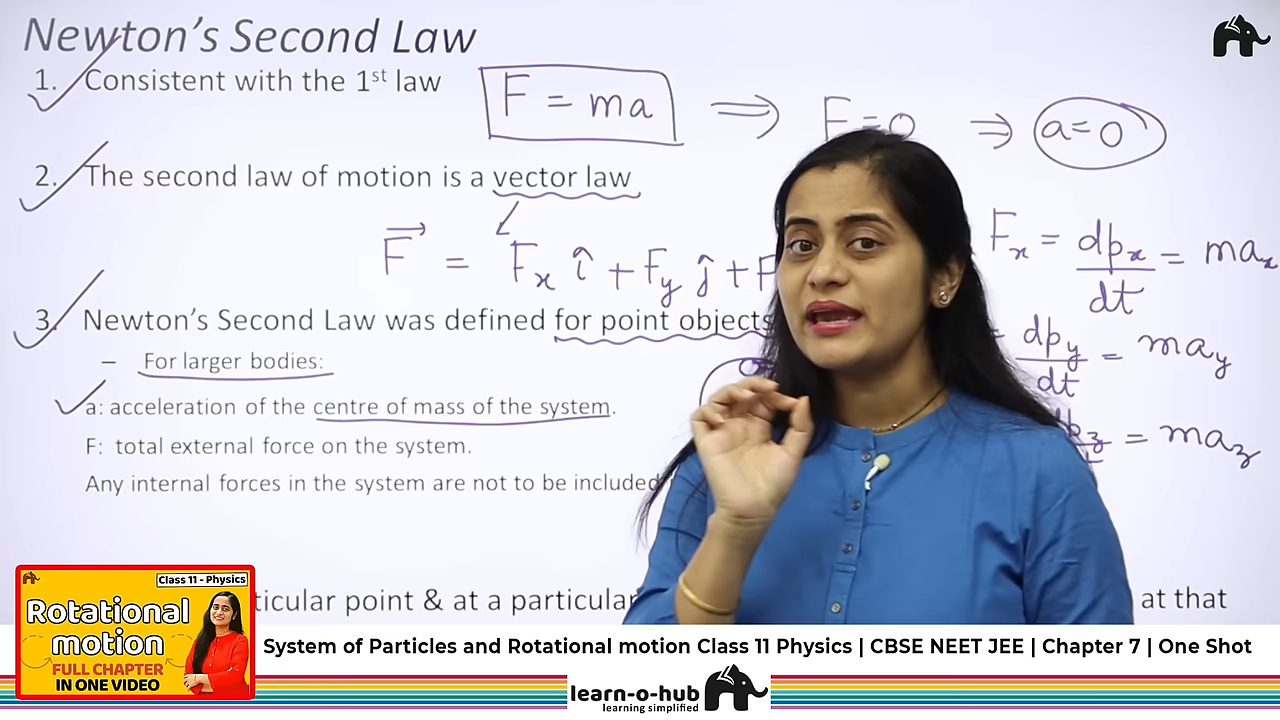 Newton's Second Law
1. Consistent with the 1st law
F = ma ⇒ F = 0 ⇒ a=0
2. The second law of motion is a vector law
F⃗ = Fx î + Fy ĵ + F
Fx = dpx/dt = max
dpy/dt = may
3. Newton's Second Law was defined for point objects
– For larger bodies:
= maz
a: acceleration of the centre of mass of the system.
F: total external force on the system.
Any internal forces in the system are not to be included
ticular point & at a particular at that
Class 11 - Physics
Rotational
motion
FULL CHAPTER
IN ONE VIDEO
System of Particles and Rotational motion Class 11 Physics | CBSE NEET JEE | Chapter 7 | One Shot
learn-o-hub
learning simplified